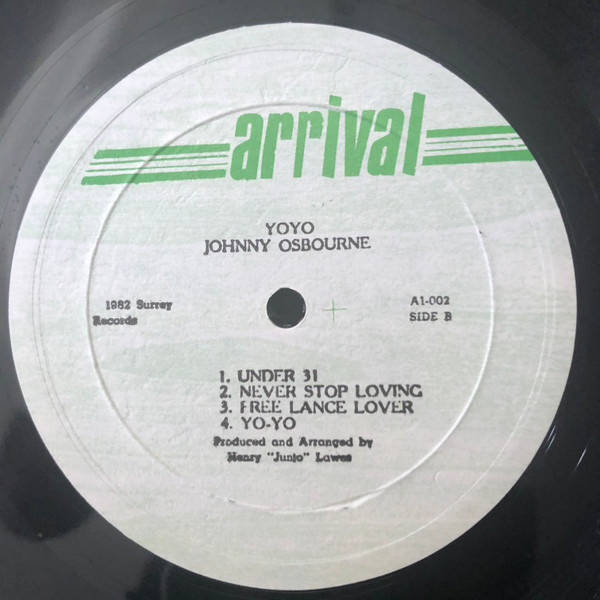 arrival
YOYO
JOHNNY OSBOURNE
1982 Surrey
Records
A1-002
SIDE B
1. UNDER 31
2. NEVER STOP LOVING
3. FREE LANCE LOVER
4. YO-YO
Produced and Arranged by
Henry "Junjo" Lawes